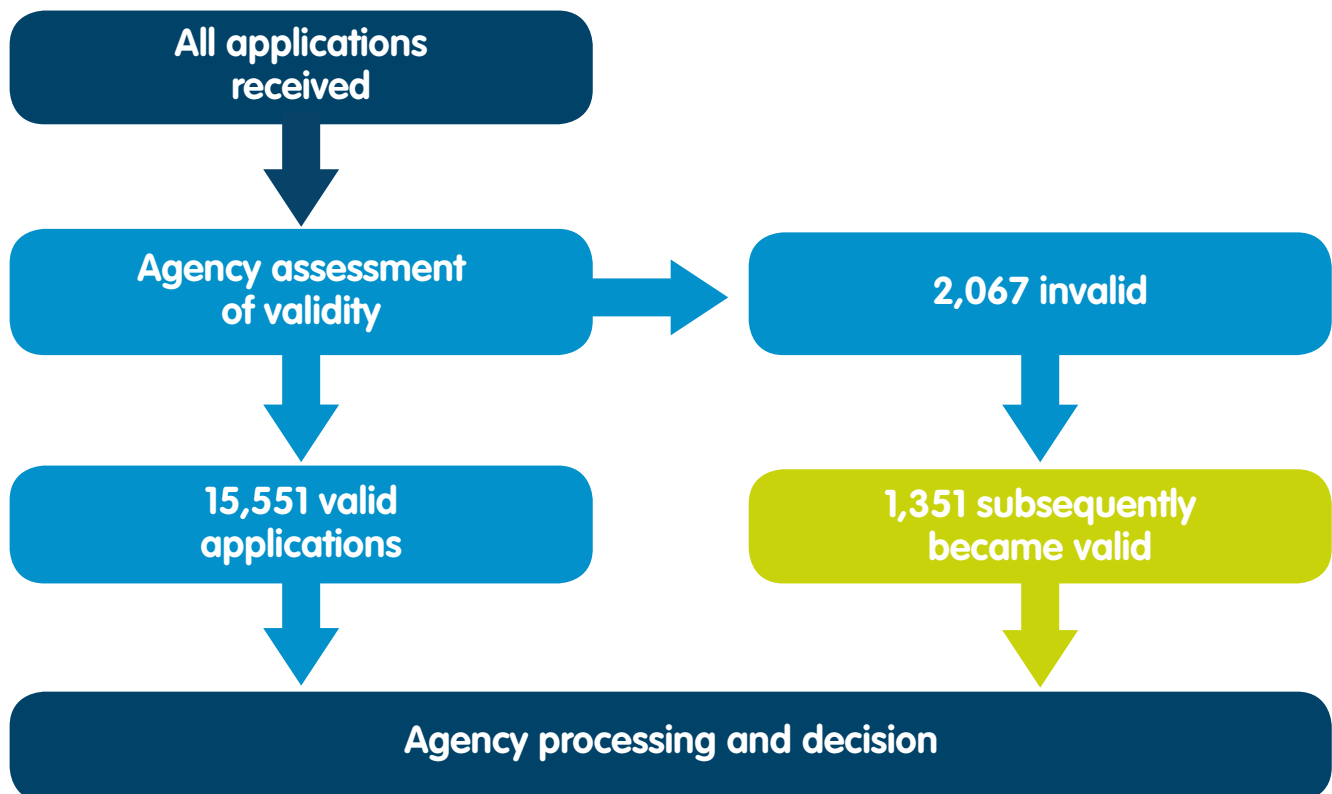 All applications
received
Agency assessment
of validity
2,067 invalid
15,551 valid
applications
1,351 subsequently
became valid
Agency processing and decision